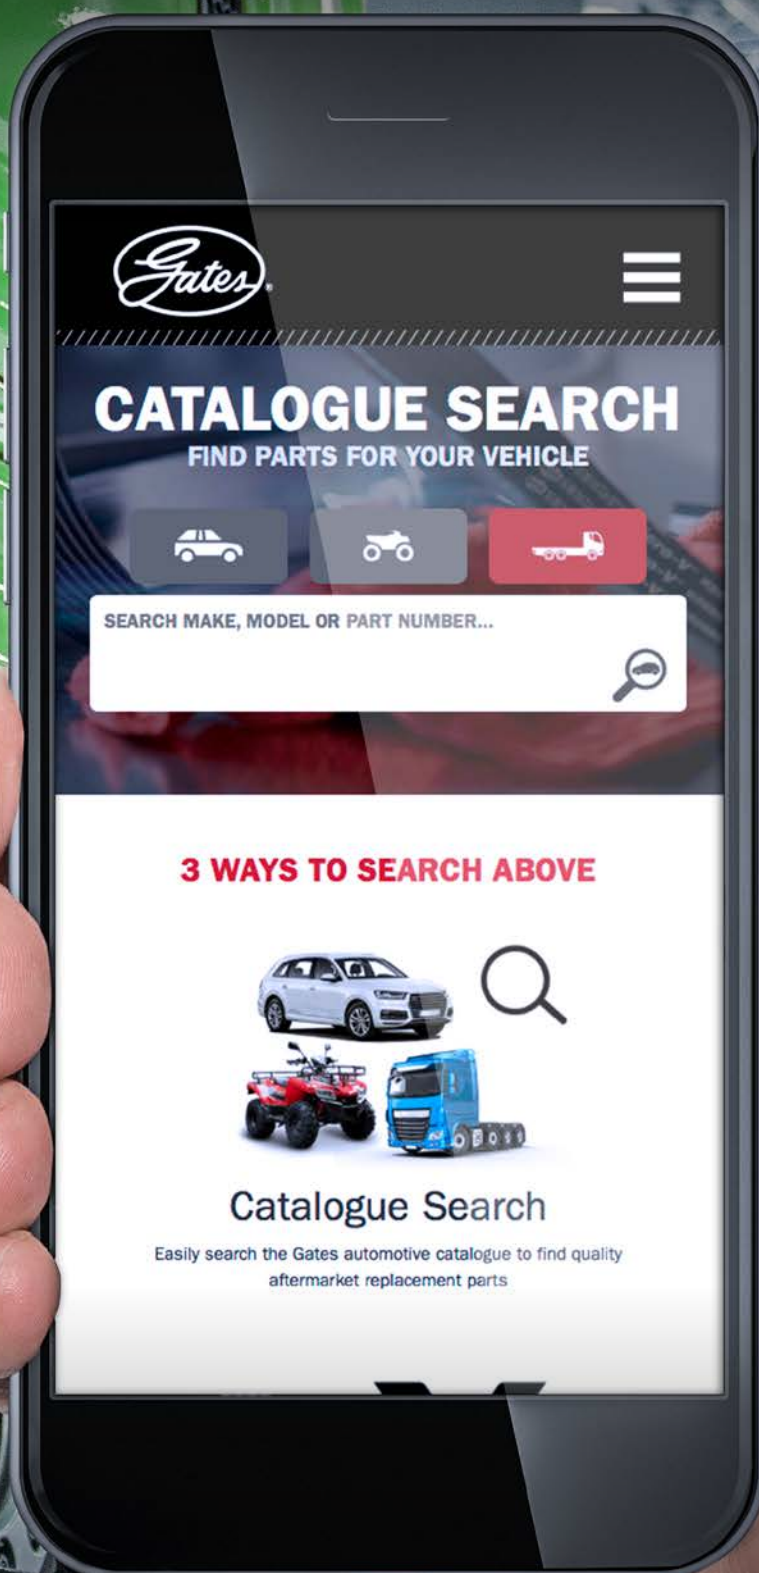 Gates®
CATALOGUE SEARCH
FIND PARTS FOR YOUR VEHICLE
SEARCH MAKE, MODEL OR PART NUMBER...
3 WAYS TO SEARCH ABOVE
Catalogue Search
Easily search the Gates automotive catalogue to find quality
aftermarket replacement parts